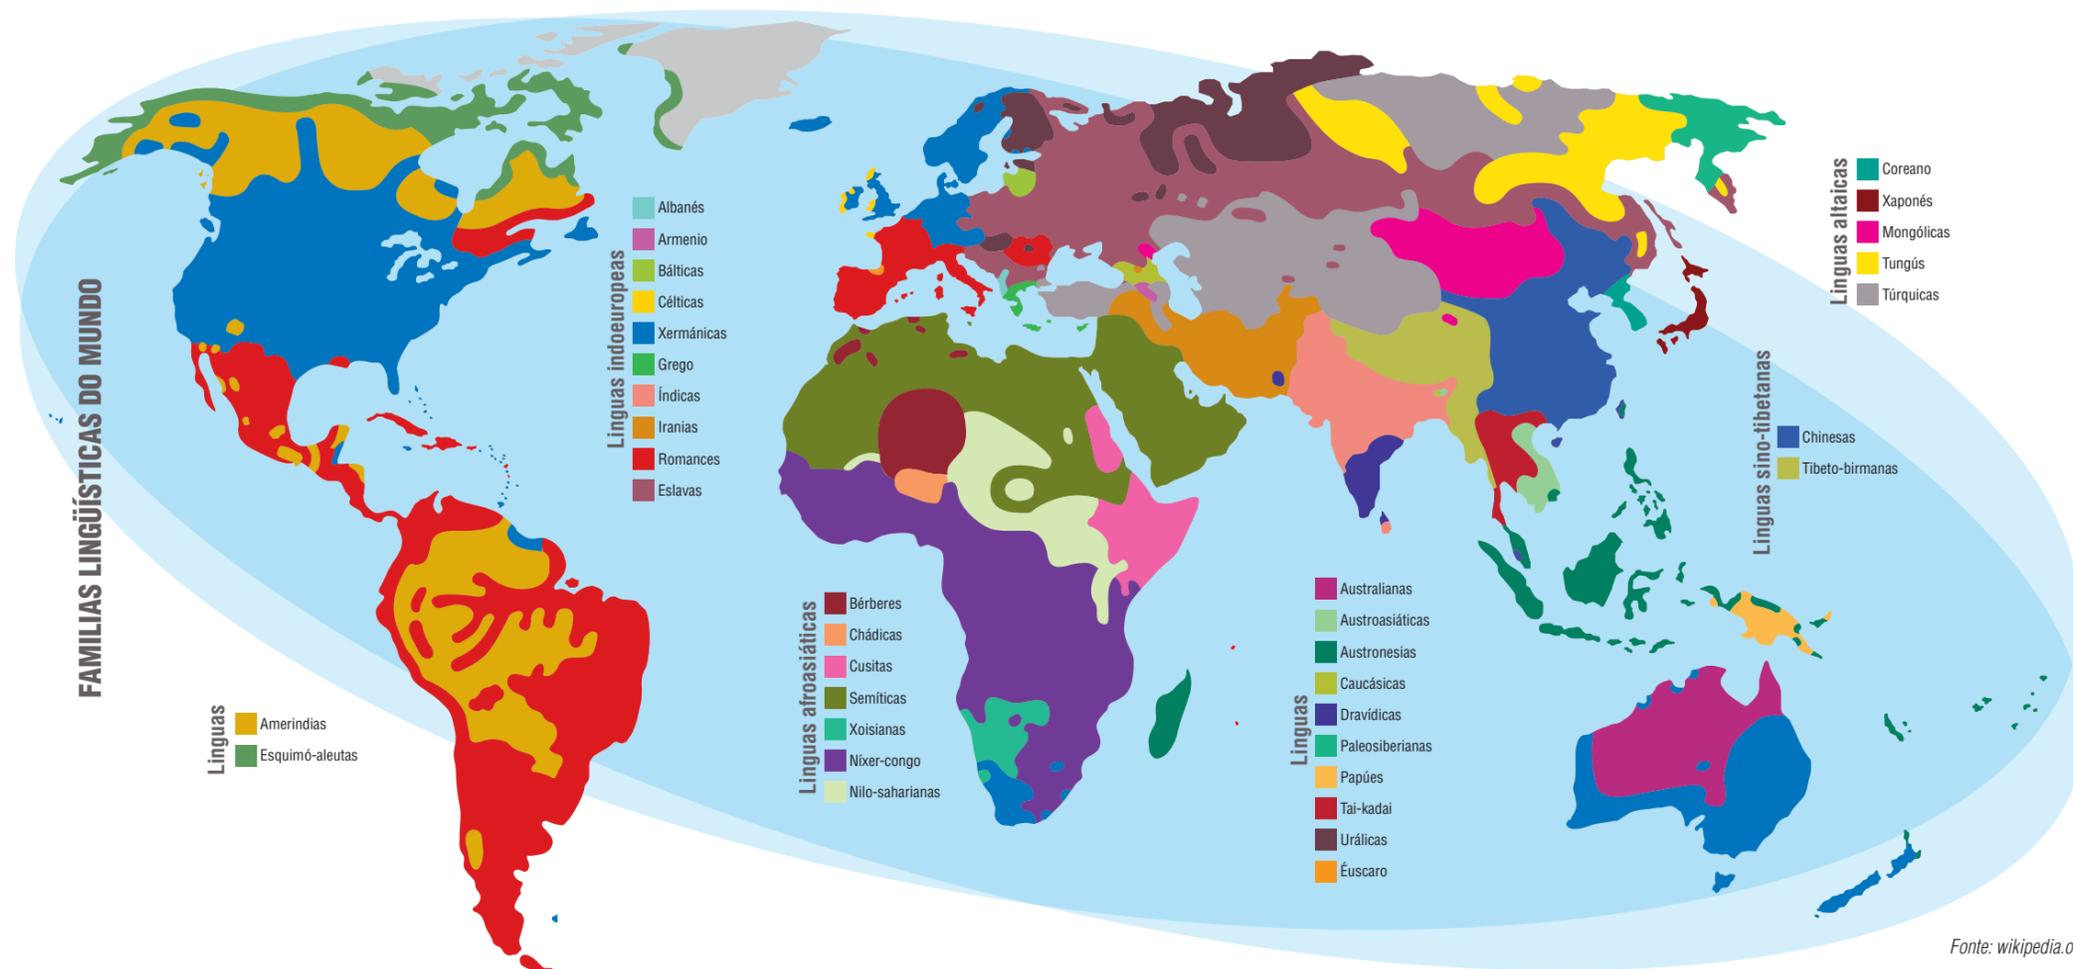 FAMILIAS LINGÜÍSTICAS DO MUNDO
Linguas
Amerindias
Esquimó-aleutas
Linguas indoeuropeas
Albanés
Armenio
Bálticas
Célticas
Xermánicas
Grego
Índicas
Iranias
Romances
Eslavas
Linguas afroasiáticas
Bérberes
Chádicas
Cusitas
Semíticas
Xoisianas
Níxer-congo
Nilo-saharianas
Linguas
Australianas
Austroasiáticas
Austronesias
Caucásicas
Dravídicas
Paleosiberianas
Papúes
Tai-kadai
Urálicas
Éuscaro
Linguas altaicas
Coreano
Xaponés
Mongólicas
Tungús
Túrquicas
Linguas sino-tibetanas
Chinesas
Tibeto-birmanas
Fonte: wikipedia.o